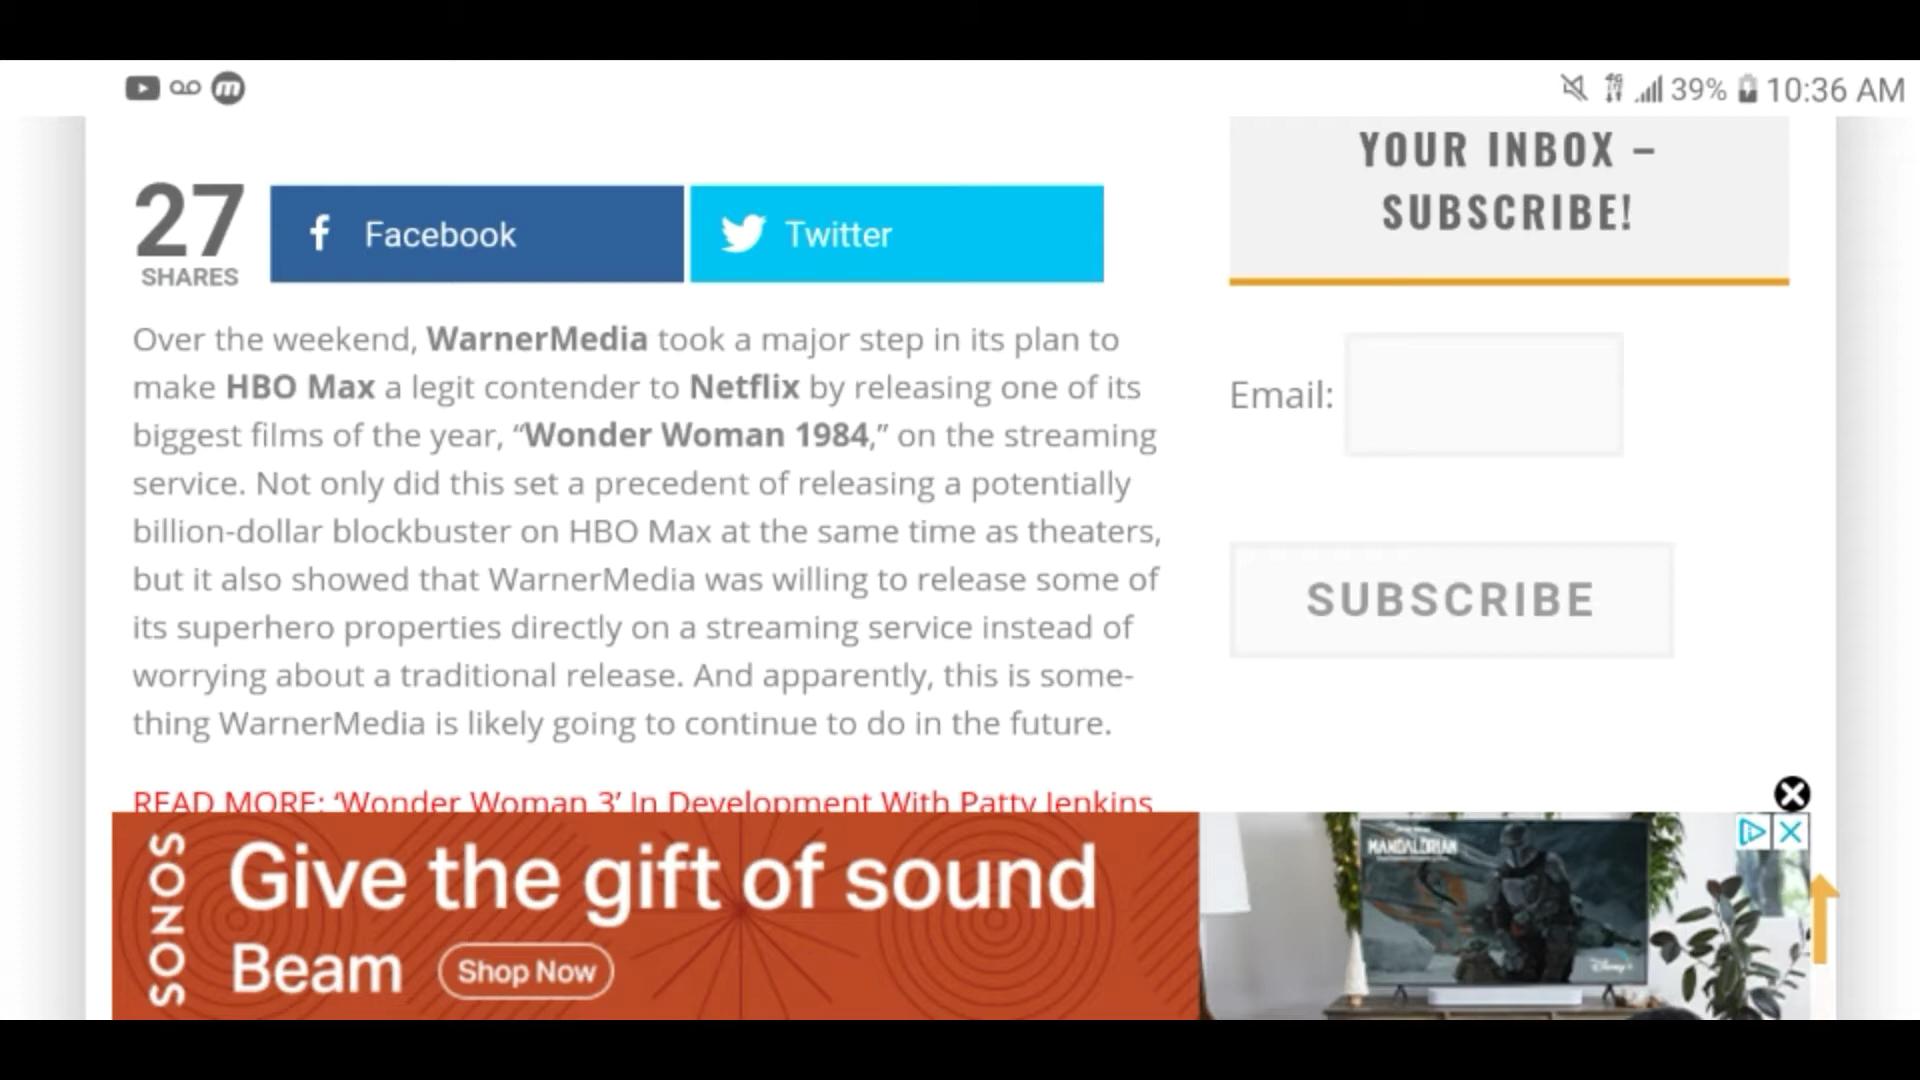 39% 10:36 AM
27
SHARES
Facebook
Twitter
Over the weekend, WarnerMedia took a major step in its plan to
make HBO Max a legit contender to Netflix by releasing one of its
biggest films of the year, “Wonder Woman 1984,” on the streaming
service. Not only did this set a precedent of releasing a potentially
billion-dollar blockbuster on HBO Max at the same time as theaters,
but it also showed that WarnerMedia was willing to release some of
its superhero properties directly on a streaming service instead of
worrying about a traditional release. And apparently, this is some-
thing WarnerMedia is likely going to continue to do in the future.
READ MORE: ‘Wonder Woman 3’ In Development With Patty Jenkins
YOUR INBOX –
SUBSCRIBE!
Email:
SUBSCRIBE
SONOS
Give the gift of sound
Beam
Shop Now
MANDALORIAN
Disney+